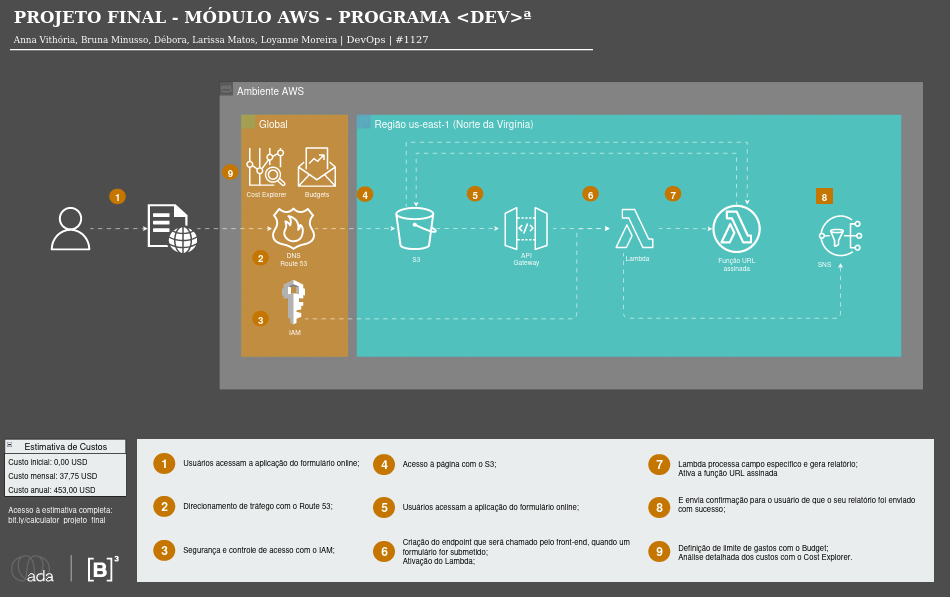 PROJETO FINAL - MÓDULO AWS - PROGRAMA <DEV>ª
Anna Vithória, Bruna Minusso, Débora, Larissa Matos, Loyanne Moreira | DevOps | #1127
Ambiente AWS
Global
Região us-east-1 (Norte da Virgínia)
9
Cost Explorer
Budgets
1
4
5
6
7
8
DNS
Route 53
2
S3
API
Gateway
Lambda
Função URL
assinada
SNS
3
IAM
Estimativa de Custos
Custo inicial: 0,00 USD
Custo mensal: 37,75 USD
Custo anual: 453,00 USD
Acesso à estimativa completa:
bit.ly/calculator_projeto_final
ada
[B]³
1 Usuários acessam a aplicação do formulário online;
2 Direcionamento de tráfego com o Route 53;
3 Segurança e controle de acesso com o IAM;
4 Acesso à página com o S3;
5 Usuários acessam a aplicação do formulário online;
6 Criação do endpoint que será chamado pelo front-end, quando um
formulário for submetido;
Ativação do Lambda;
7 Lambda processa campo específico e gera relatório;
Ativa a função URL assinada
8 E envia confirmação para o usuário de que o seu relatório foi enviado
com sucesso;
9 Definição de limite de gastos com o Budget;
Análise detalhada dos custos com o Cost Explorer.